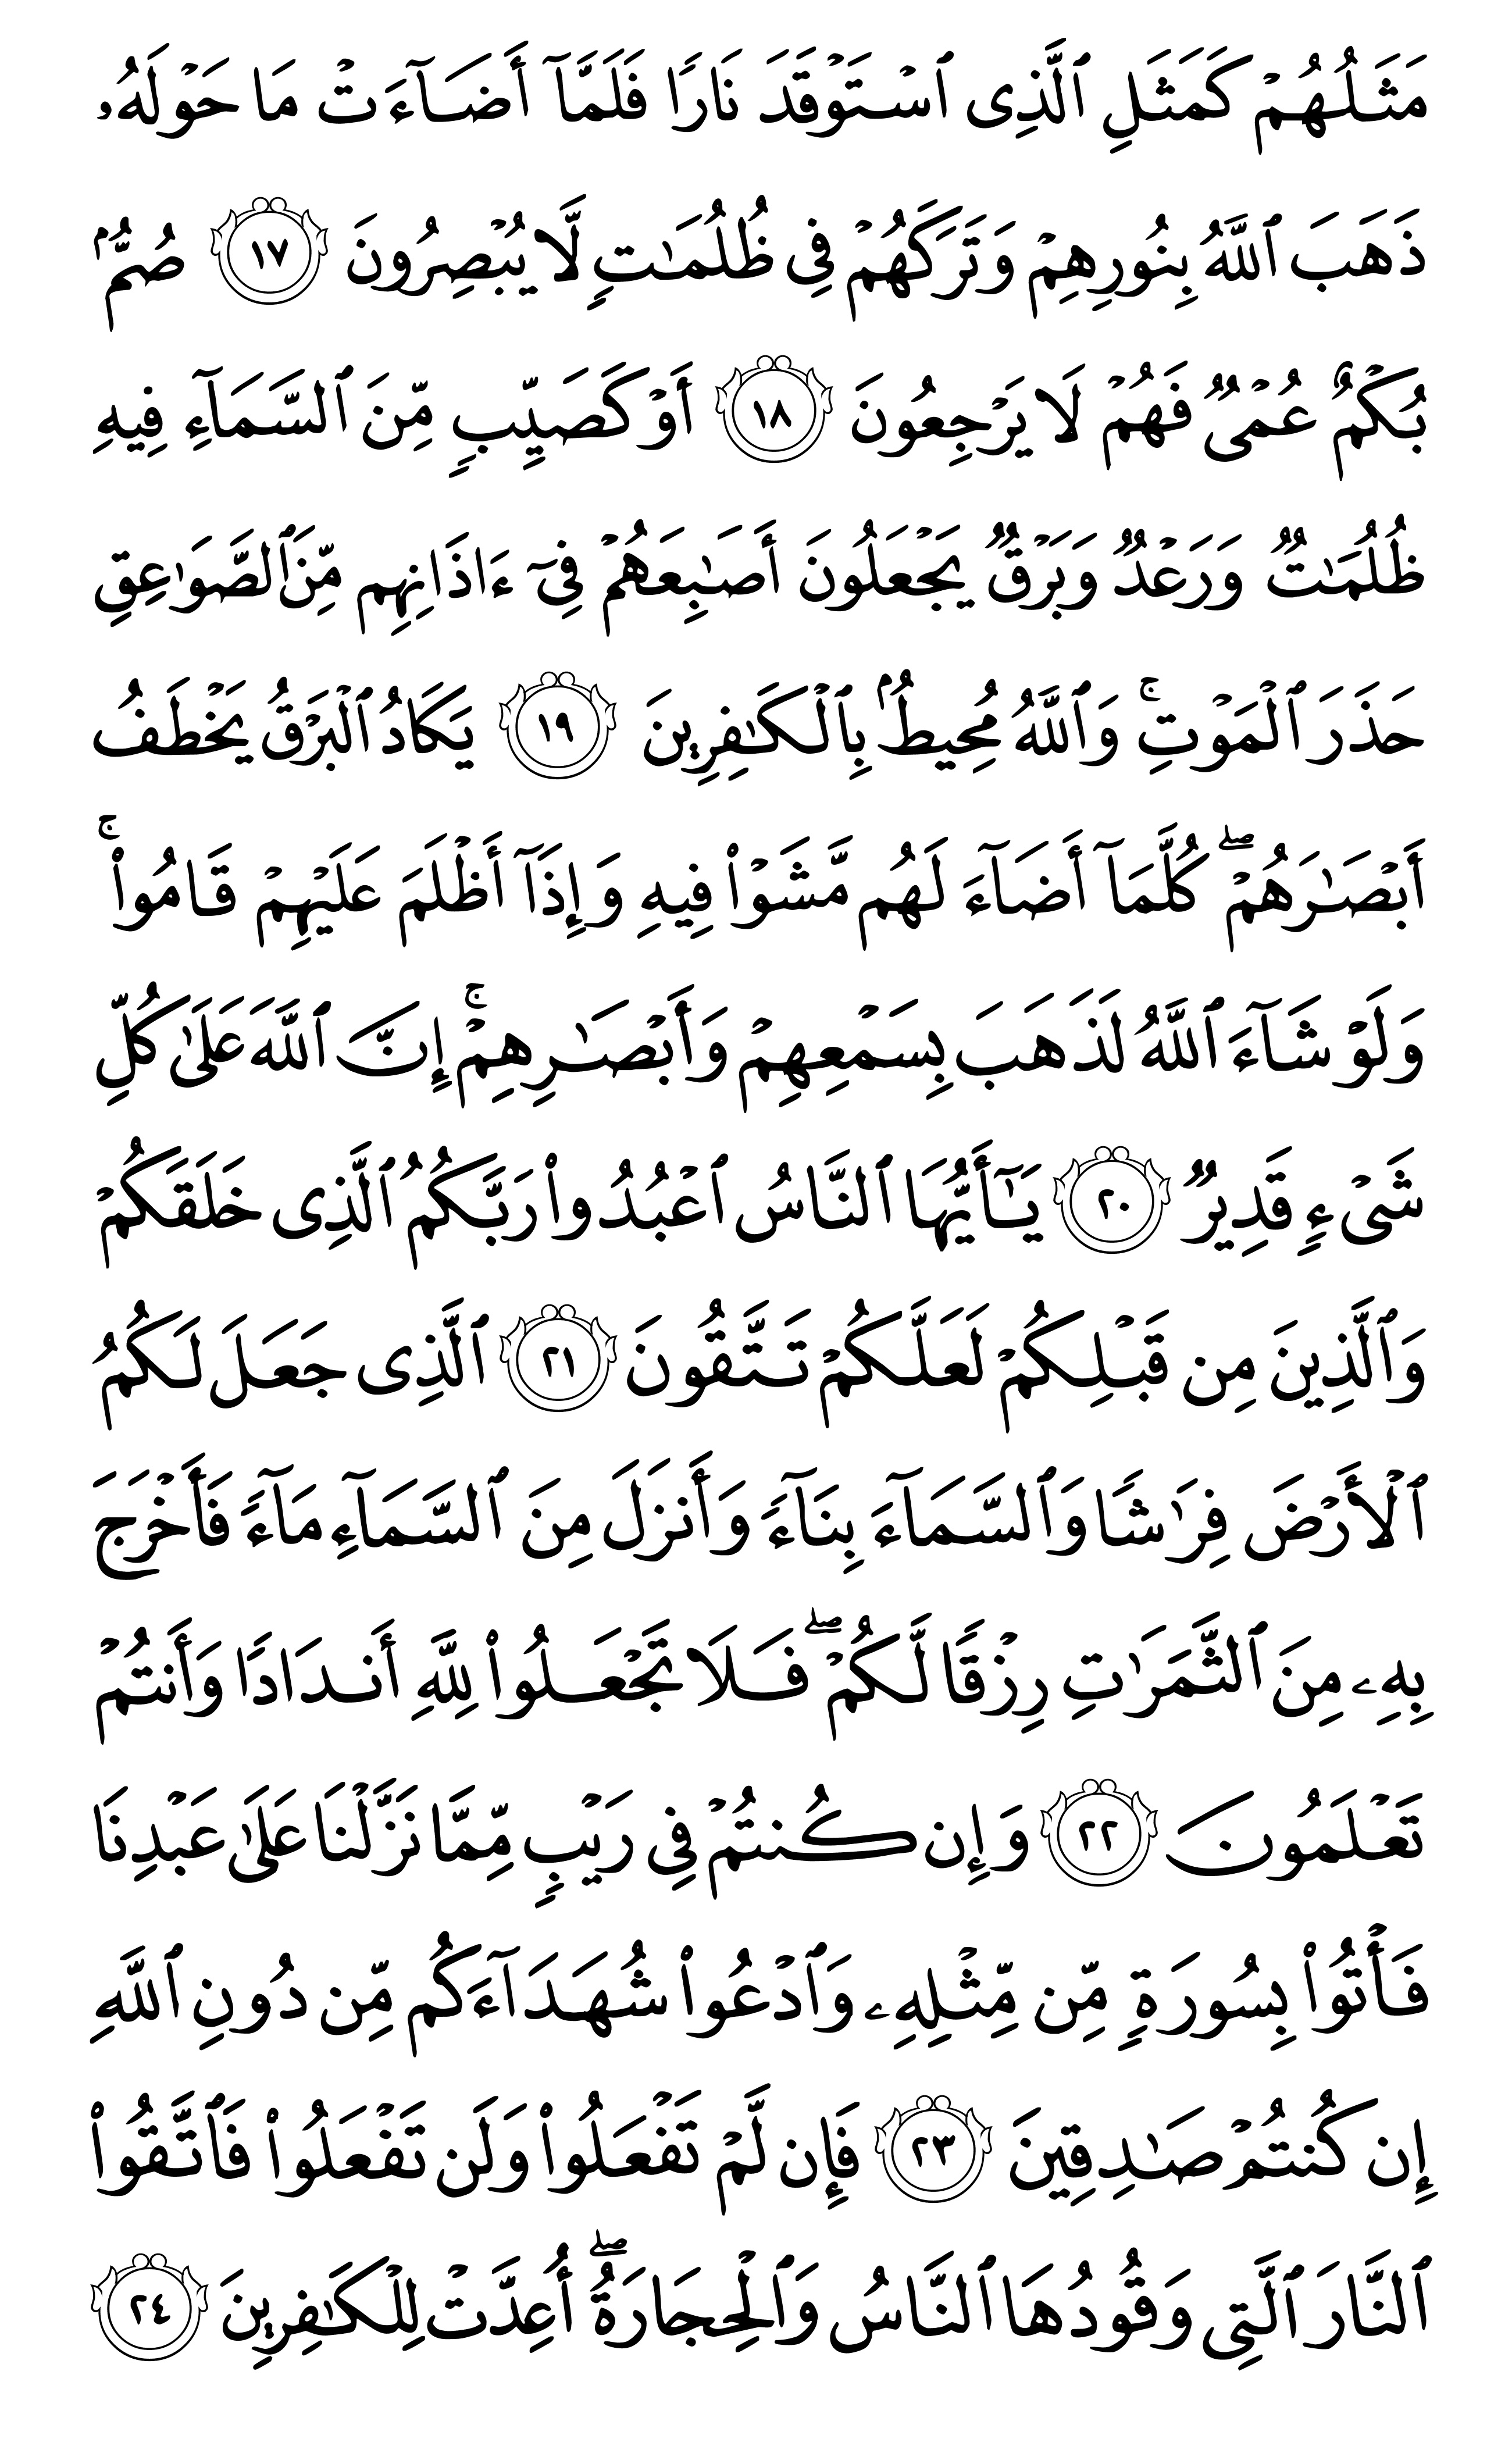 مَثَلُهُمْ كَمَثَلِ ٱلَّذِى ٱسْتَوْقَدَ نَارًا فَلَمَّآ أَضَآءَتْ مَا حَوْلَهُۥ
ذَهَبَ ٱللَّهُ بِنُورِهِمْ وَتَرَكَهُمْ فِى ظُلُمَـٰتٍ لَّا يُبْصِرُونَ ١٧ صُمٌّۢ
بُكْمٌ عُمْىٌ فَهُمْ لَا يَرْجِعُونَ ١٨ أَوْ كَصَيِّبٍ مِّنَ ٱلسَّمَآءِ فِيهِ
ظُلُمَـٰتٌ وَرَعْدٌ وَبَرْقٌ يَجْعَلُونَ أَصَـٰبِعَهُمْ فِىٓ ءَاذَانِهِم مِّنَ ٱلصَّوَٰعِقِ
حَذَرَ ٱلْمَوْتِ ۚ وَٱللَّهُ مُحِيطٌۢ بِٱلْكَـٰفِرِينَ ١٩ يَكَادُ ٱلْبَرْقُ يَخْطَفُ
أَبْصَـٰرَهُمْ ۖ كُلَّمَآ أَضَآءَ لَهُم مَّشَوْا۟ فِيهِ وَإِذَآ أَظْلَمَ عَلَيْهِمْ قَامُوا۟ ۚ
وَلَوْ شَآءَ ٱللَّهُ لَذَهَبَ بِسَمْعِهِمْ وَأَبْصَـٰرِهِمْ ۚ إِنَّ ٱللَّهَ عَلَىٰ كُلِّ
شَىْءٍ قَدِيرٌ ٢٠ يَـٰٓأَيُّهَا ٱلنَّاسُ ٱعْبُدُوا۟ رَبَّكُمُ ٱلَّذِى خَلَقَكُمْ
وَٱلَّذِينَ مِن قَبْلِكُمْ لَعَلَّكُمْ تَتَّقُونَ ٢١ ٱلَّذِى جَعَلَ لَكُمُ
ٱلْأَرْضَ فِرَٰشًا وَٱلسَّمَآءَ بِنَآءً وَأَنزَلَ مِنَ ٱلسَّمَآءِ مَآءً فَأَخْرَجَ
بِهِۦ مِنَ ٱلثَّمَرَٰتِ رِزْقًا لَّكُمْ ۖ فَلَا تَجْعَلُوا۟ لِلَّهِ أَندَادًا وَأَنتُمْ
تَعْلَمُونَ ٢٢ وَإِن كُنتُمْ فِى رَيْبٍ مِّمَّا نَزَّلْنَا عَلَىٰ عَبْدِنَا
فَأْتُوا۟ بِسُورَةٍ مِّن مِّثْلِهِۦ وَٱدْعُوا۟ شُهَدَآءَكُم مِّن دُونِ ٱللَّهِ
إِن كُنتُمْ صَـٰدِقِينَ ٢٣ فَإِن لَّمْ تَفْعَلُوا۟ وَلَن تَفْعَلُوا۟ فَٱتَّقُوا۟
ٱلنَّارَ ٱلَّتِى وَقُودُهَا ٱلنَّاسُ وَٱلْحِجَارَةُ ۖ أُعِدَّتْ لِلْكَـٰفِرِينَ ٢٤